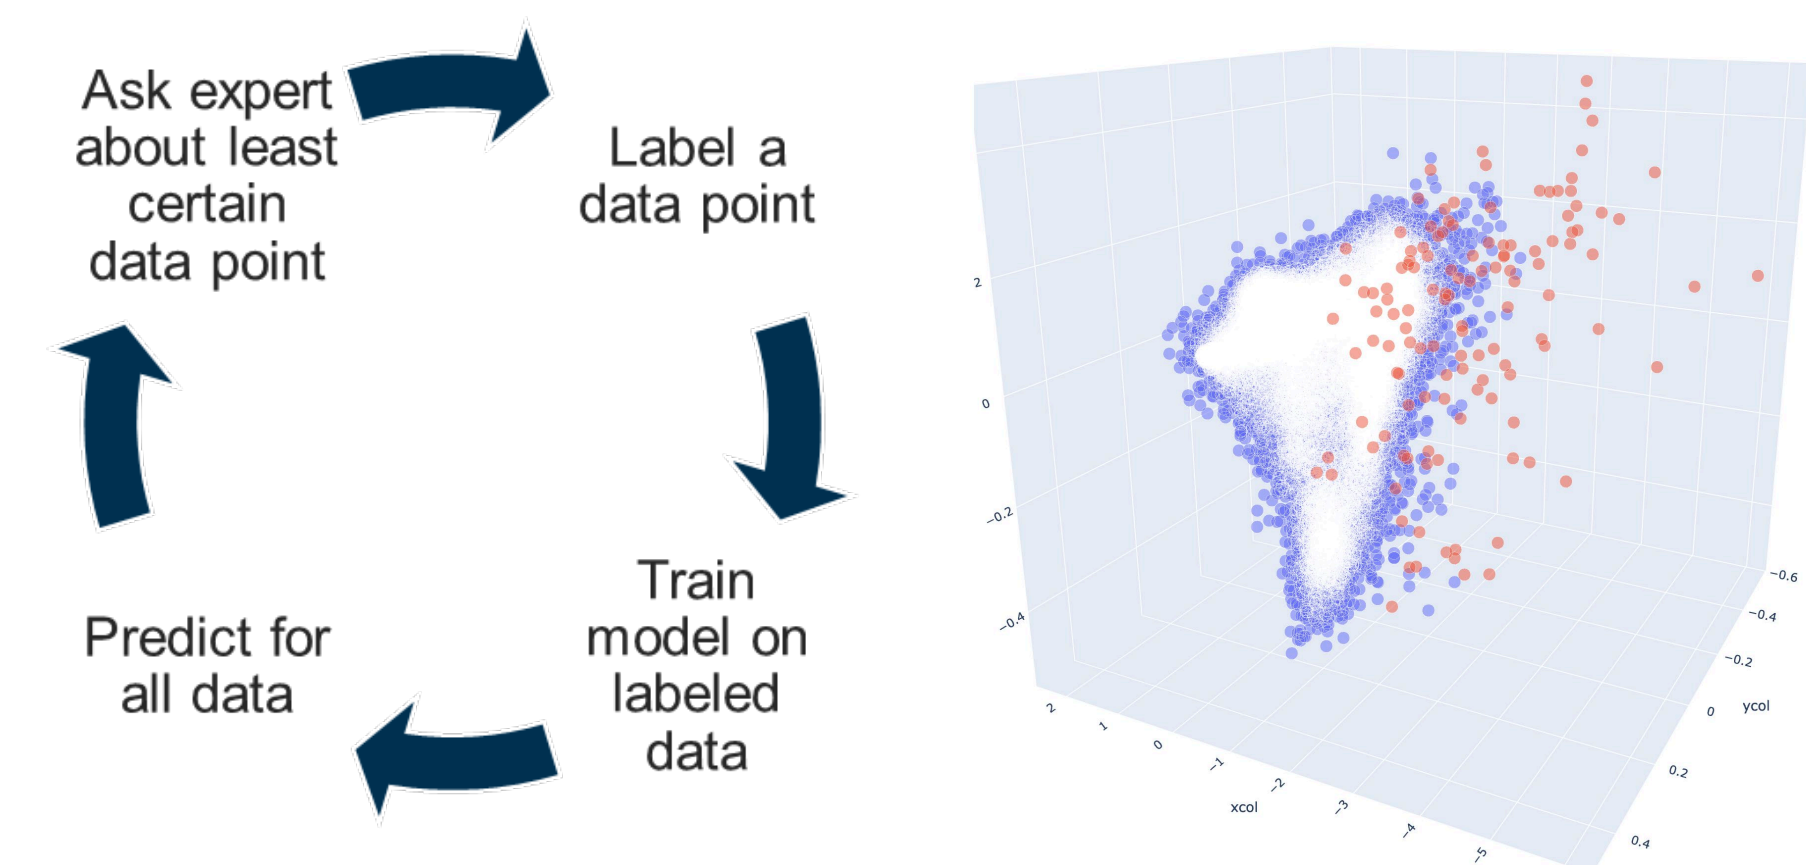 Ask expert
about least
certain
data point
Label a
data point
Train
model on
labeled
data
Predict for
all data
2
0
−0.2
−0.4
2
1
0
−1
−2
−3
−4
−5
xcol
−0.6
−0.4
−0.2
0
0.2
0.4
ycol